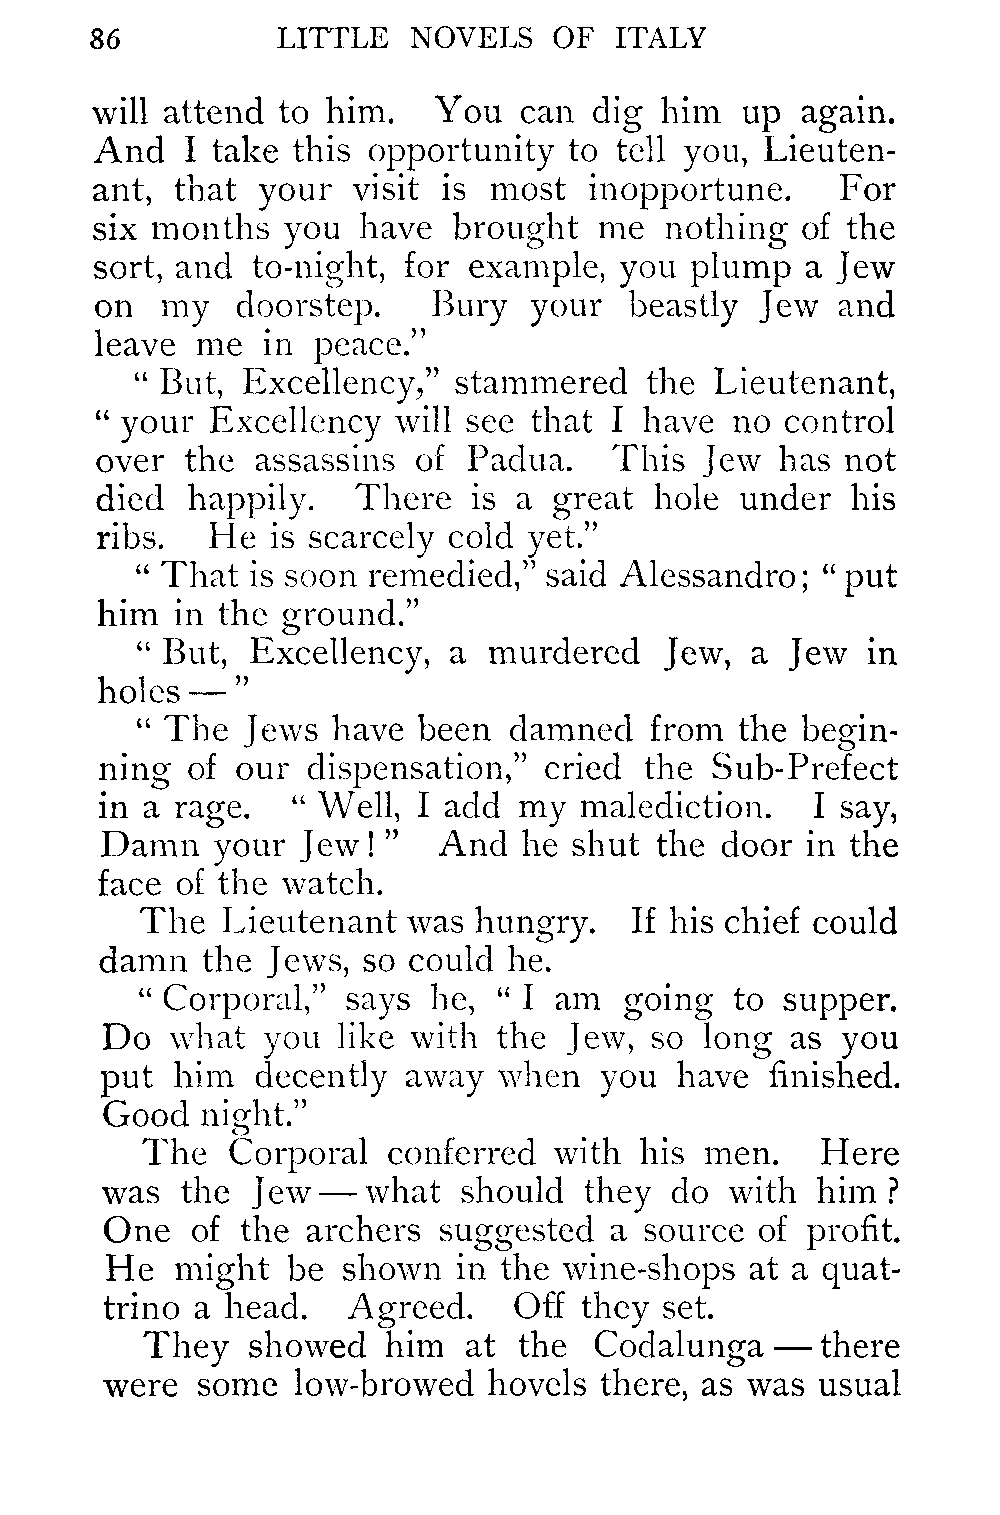 86 LITTLE NOVELS OF ITALY
will attend to him. You can dig him up again.
And I take this opportunity to tell you, Lieuten-
ant, that your visit is most inopportune. For
six months you have brought me nothing of the
sort, and to-night, for example, you plump a Jew
on my doorstep. Bury your beastly Jew and
leave me in peace.”
“ But, Excellency,” stammered the Lieutenant,
“ your Excellency will see that I have no control
over the assassins of Padua. This Jew has not
died happily. There is a great hole under his
ribs. He is scarcely cold yet.”
“ That is soon remedied,” said Alessandro; “ put
him in the ground.”
“ But, Excellency, a murdered Jew, a Jew in
holes — ”
“ The Jews have been damned from the begin-
ning of our dispensation,” cried the Sub-Prefect
in a rage. “ Well, I add my malediction. I say,
Damn your Jew! ” And he shut the door in the
face of the watch.
The Lieutenant was hungry. If his chief could
damn the Jews, so could he.
“ Corporal,” says he, “ I am going to supper.
Do what you like with the Jew, so long as you
put him decently away when you have finished.
Good night.”
The Corporal conferred with his men. Here
was the Jew — what should they do with him ?
One of the archers suggested a source of profit.
He might be shown in the wine-shops at a quat-
trino a head. Agreed. Off they set.
They showed him at the Codalunga — there
were some low-browed hovels there, as was usual